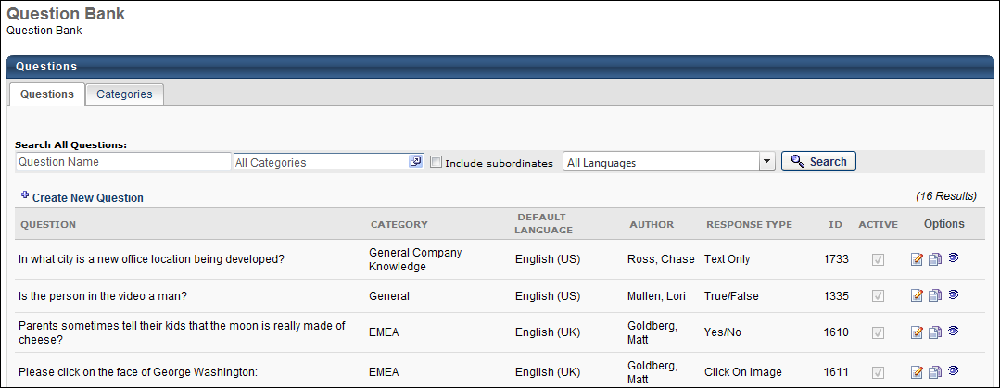 Question Bank
Question Bank
Questions
Questions Categories
Search All Questions:
Question Name All Categories Include subordinates All Languages Search
Create New Question (16 Results)
QUESTION CATEGORY DEFAULT LANGUAGE AUTHOR RESPONSE TYPE ID ACTIVE Options
In what city is a new office location being developed? General Company Knowledge English (US) Ross, Chase Text Only 1733
Is the person in the video a man? General English (US) Mullen, Lori True/False 1335
Parents sometimes tell their kids that the moon is really made of cheese? EMEA English (UK) Goldberg, Matt Yes/No 1610
Please click on the face of George Washington: EMEA English (UK) Goldberg, Matt Click On Image 1611